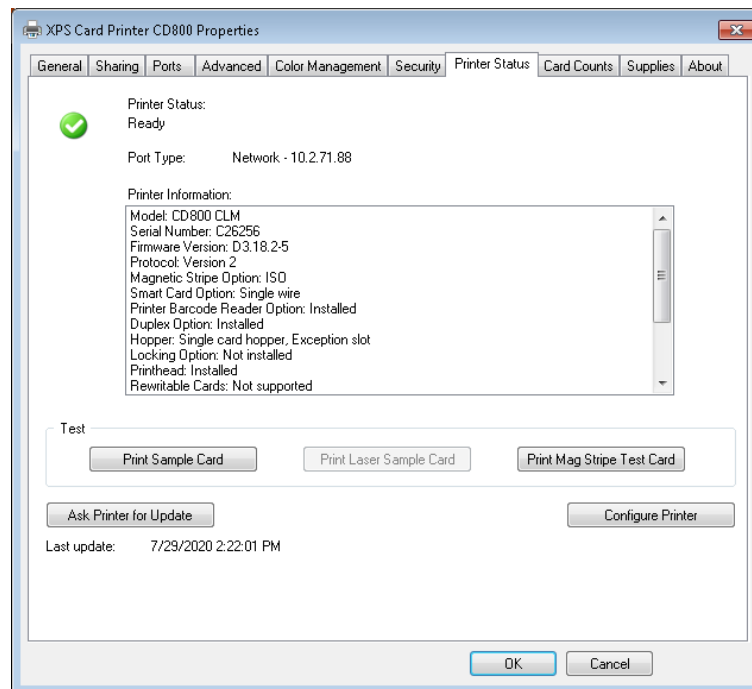 XPS Card Printer CD800 Properties
General Sharing Ports Advanced Color Management Security Printer Status Card Counts Supplies About
Printer Status:
Ready
Port Type: Network - 10.2.71.88
Printer Information:
Model: CD800 CLM
Serial Number: C26256
Firmware Version: D3.18.2-5
Protocol: Version 2
Magnetic Stripe Option: ISO
Smart Card Option: Single wire
Printer Barcode Reader Option: Installed
Duplex Option: Installed
Hopper: Single card hopper, Exception slot
Locking Option: Not installed
Printhead: Installed
Rewritable Cards: Not supported
Test
Print Sample Card Print Laser Sample Card Print Mag Stripe Test Card
Ask Printer for Update Configure Printer
Last update: 7/29/2020 2:22:01 PM
OK Cancel